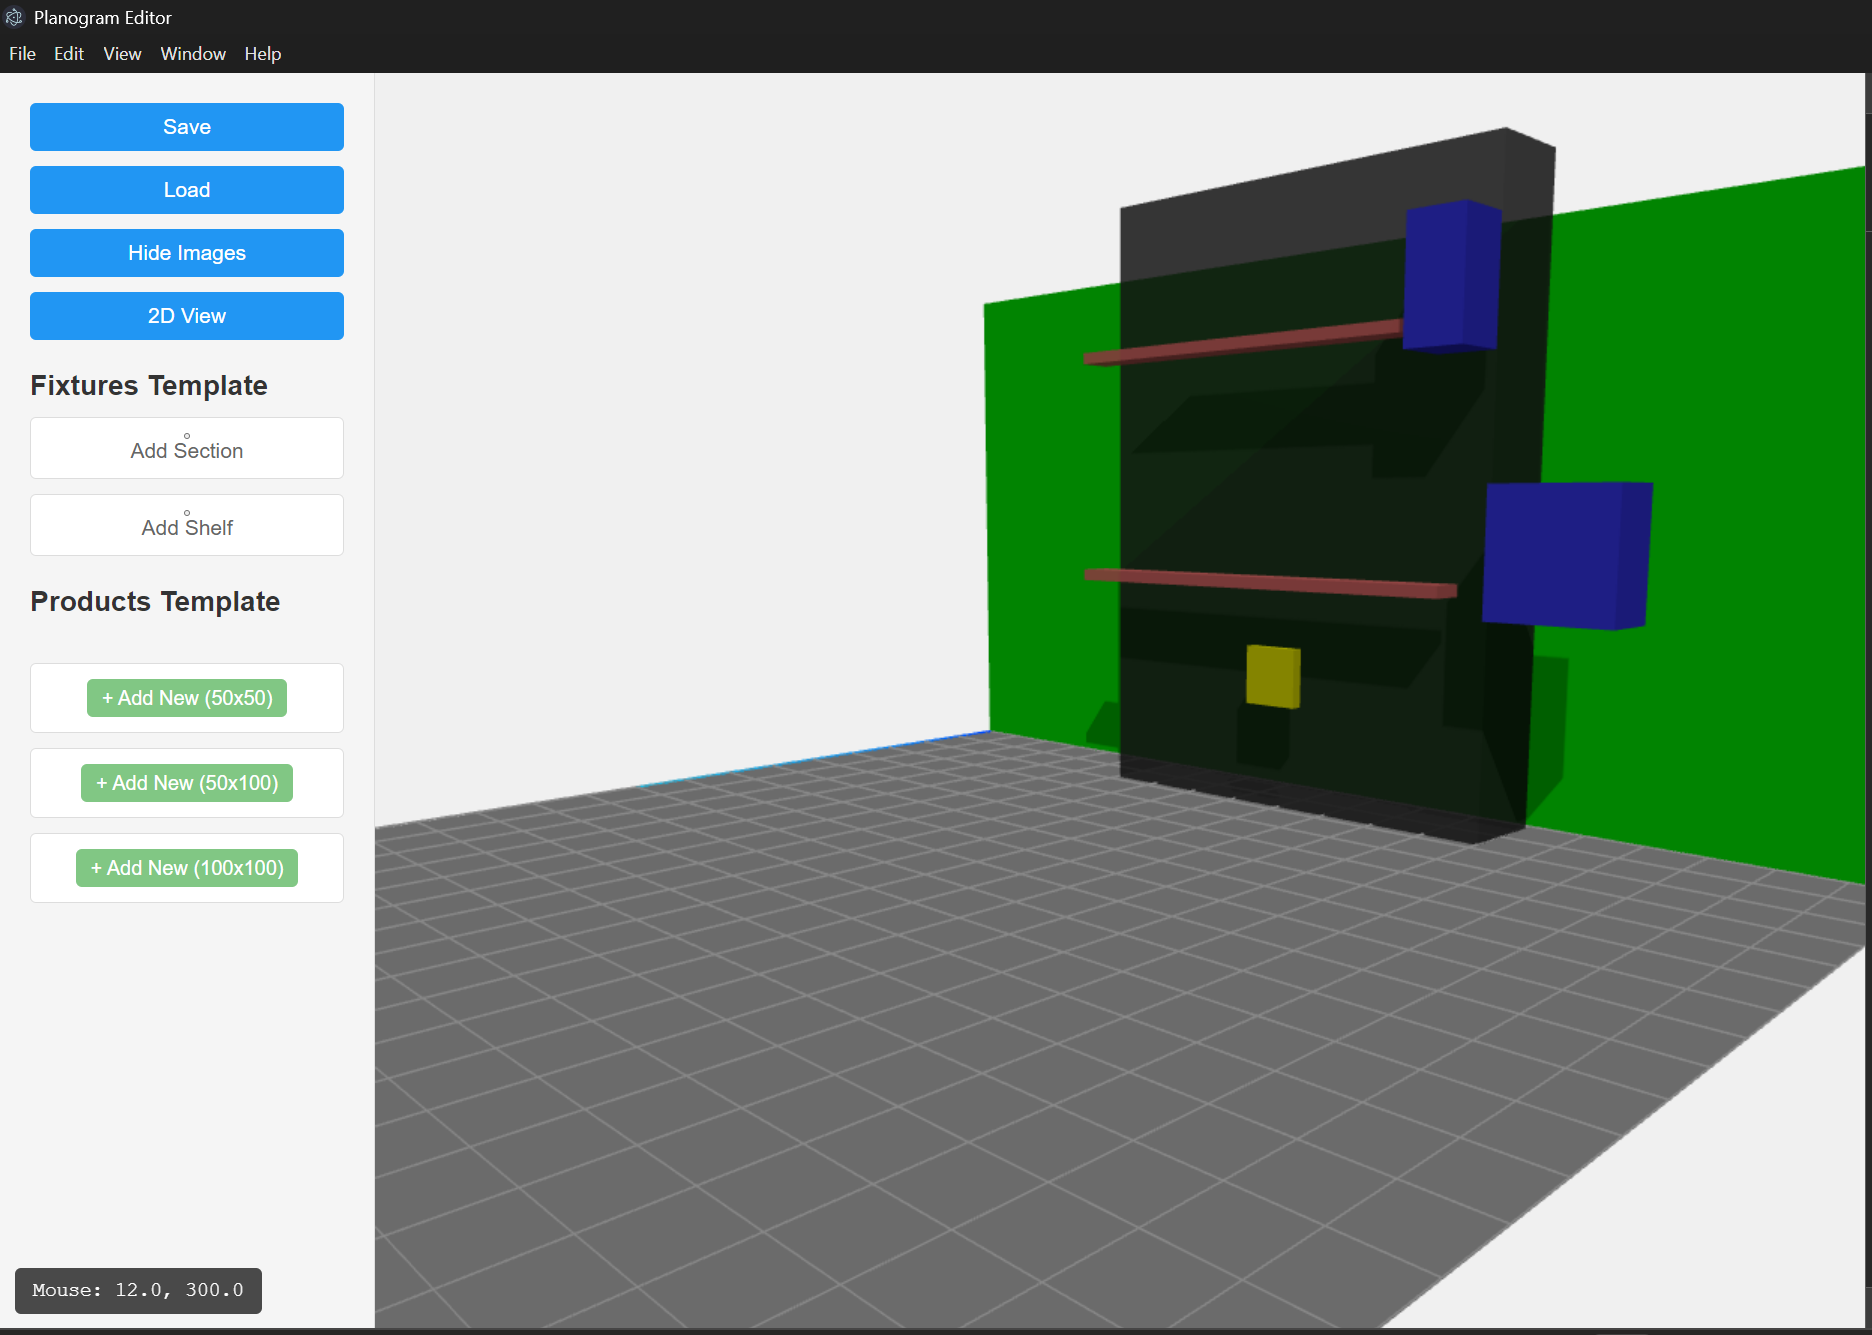 Planogram Editor
File Edit View Window Help
Save
Load
Hide Images
2D View
Fixtures Template
Add Section
Add Shelf
Products Template
+ Add New (50x50)
+ Add New (50x100)
+ Add New (100x100)
Mouse: 12.0, 300.0